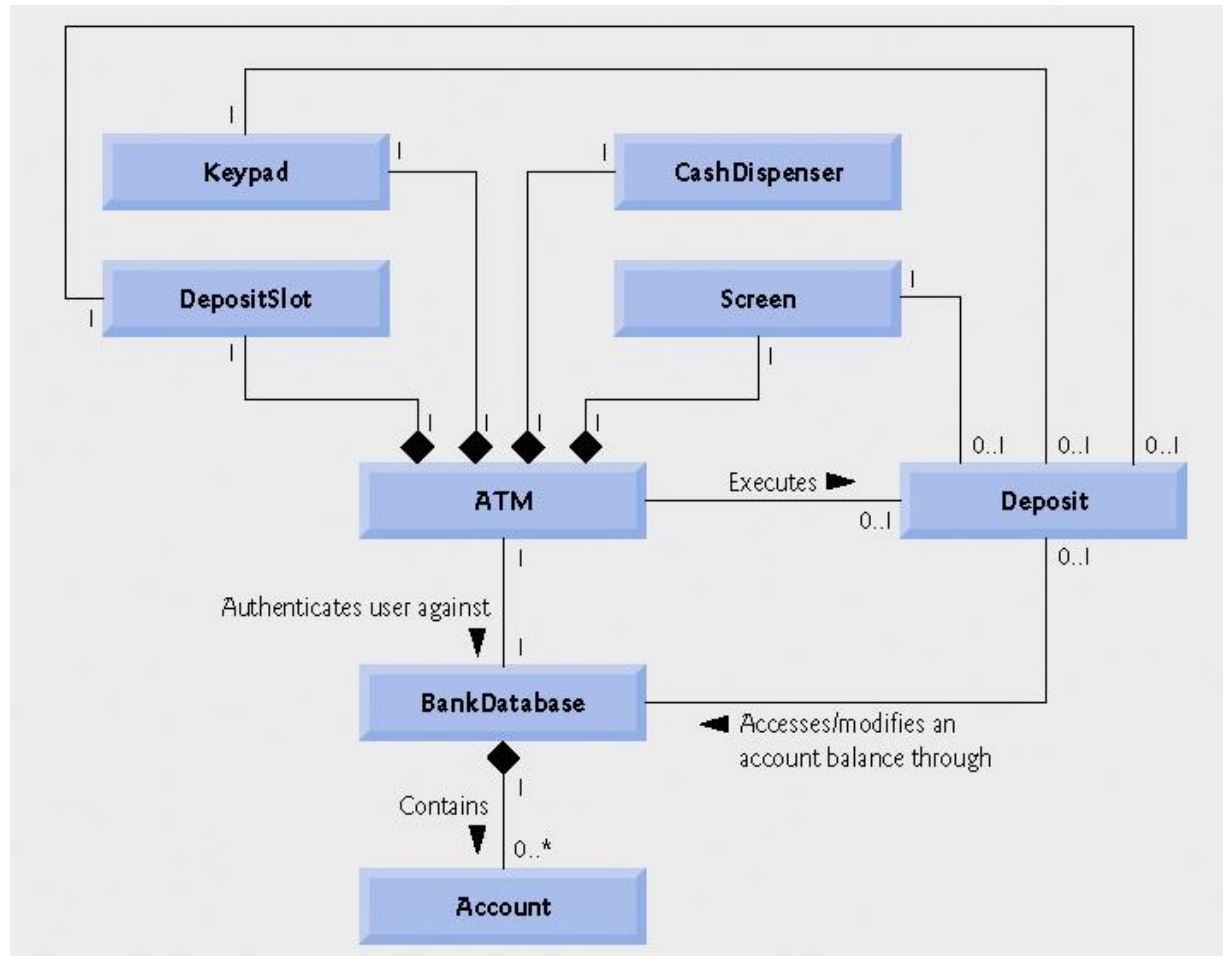 1
1
1
Keypad
CashDispenser
DepositSlot
Screen
1
1
1
1
1
1
1
1
0..1
0..1
0..1
Executes
ATM
Deposit
0..1
1
0..1
Authenticates user against
1
BankDatabase
Accesses/modifies an
account balance through
1
Contains
0..*
Account